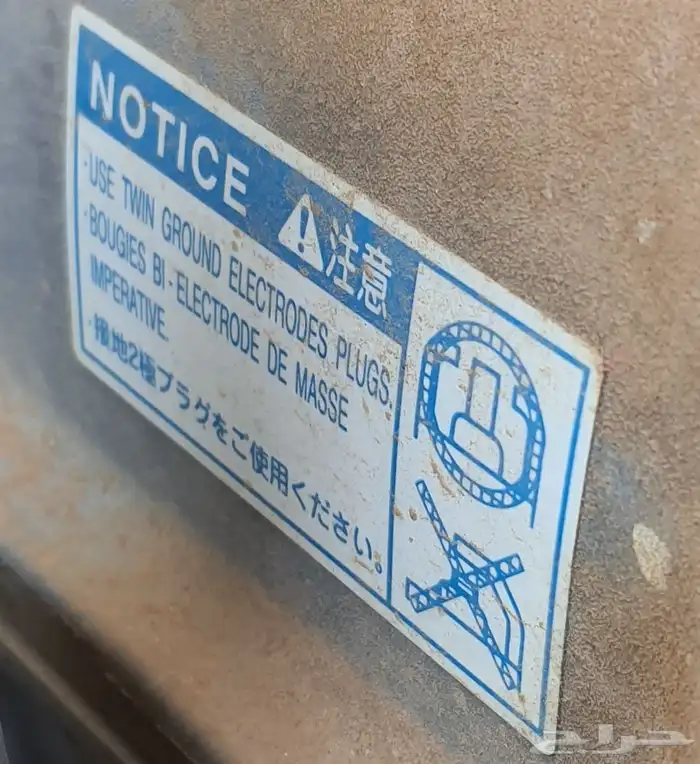 NOTICE ⚠注意
·USE TWIN GROUND ELECTRODES PLUGS.
·BOUGIES BI·ELECTRODE DE MASSE
IMPERATIVE.
·接地2極プラグをご使用ください。
حراج